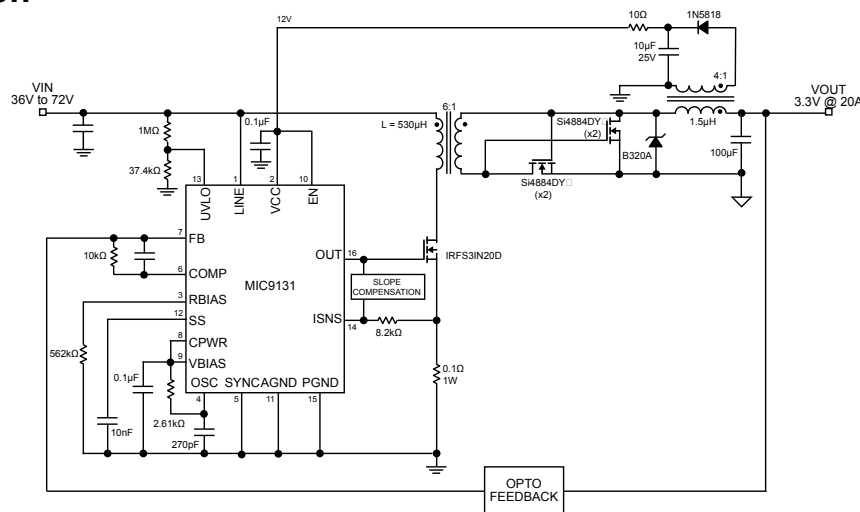 12V
10Ω
1N5818
10µF
25V
4:1
VIN
36V to 72V
VOUT
3.3V @ 20A
6:1
L = 530µH
1MΩ
0.1µF
37.4kΩ
Si4884DY□
(x2)
B320A
1.5µH
100µF
Si4884DY□
(x2)
13
1
2
10
UVLO
LINE
VCC
EN
7
FB
10kΩ
6
COMP
OUT
16
IRFS3IN20D
MIC9131
SLOPE
COMPENSATION
3
RBIAS
12
SS
ISNS
14
8.2kΩ
8
CPWR
562kΩ
9
VBIAS
0.1µF
0.1Ω
1W
OSC
SYNC
AGND
PGND
4
5
11
15
2.61kΩ
10nF
270pF
OPTO
FEEDBACK